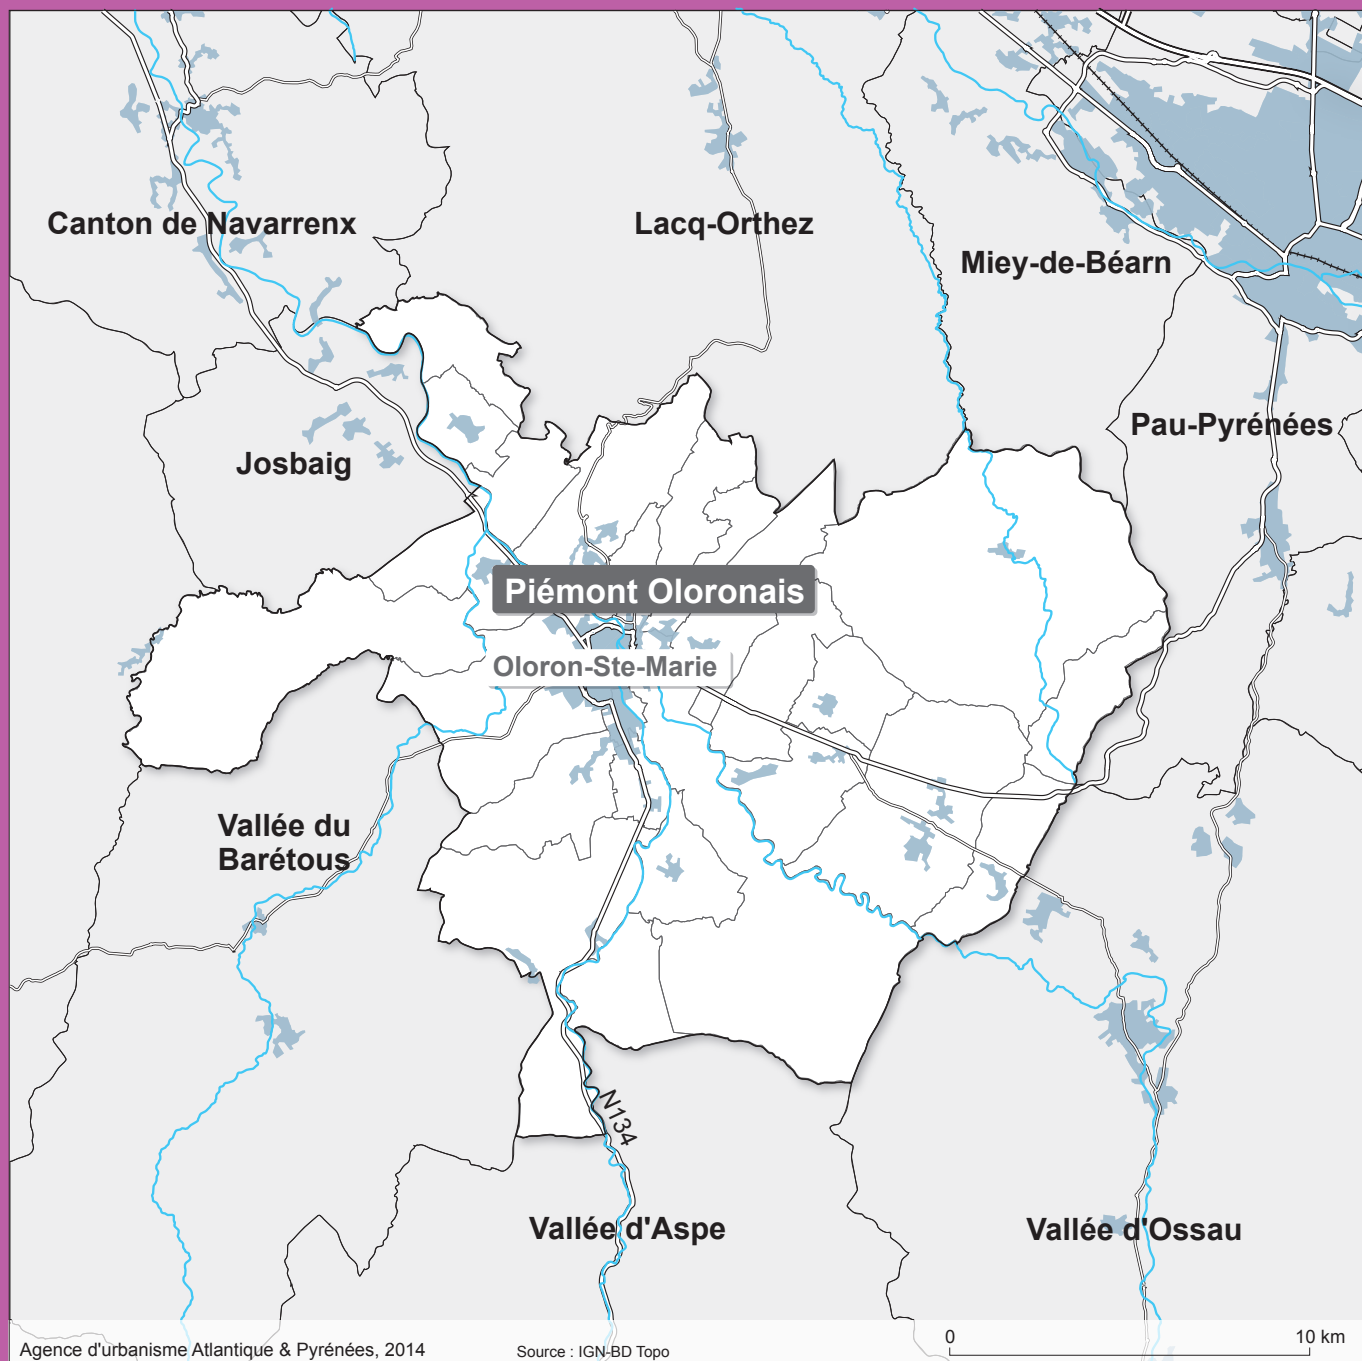 Canton de Navarrenx
Lacq-Orthez
Miey-de-Béarn
Pau-Pyrénées
Josbaig
Piémont Oloronais
Oloron-Ste-Marie
Vallée du
Barétous
N134
Vallée d'Aspe
Vallée d'Ossau
Agence d'urbanisme Atlantique & Pyrénées, 2014
Source : IGN-BD Topo
0
10 km